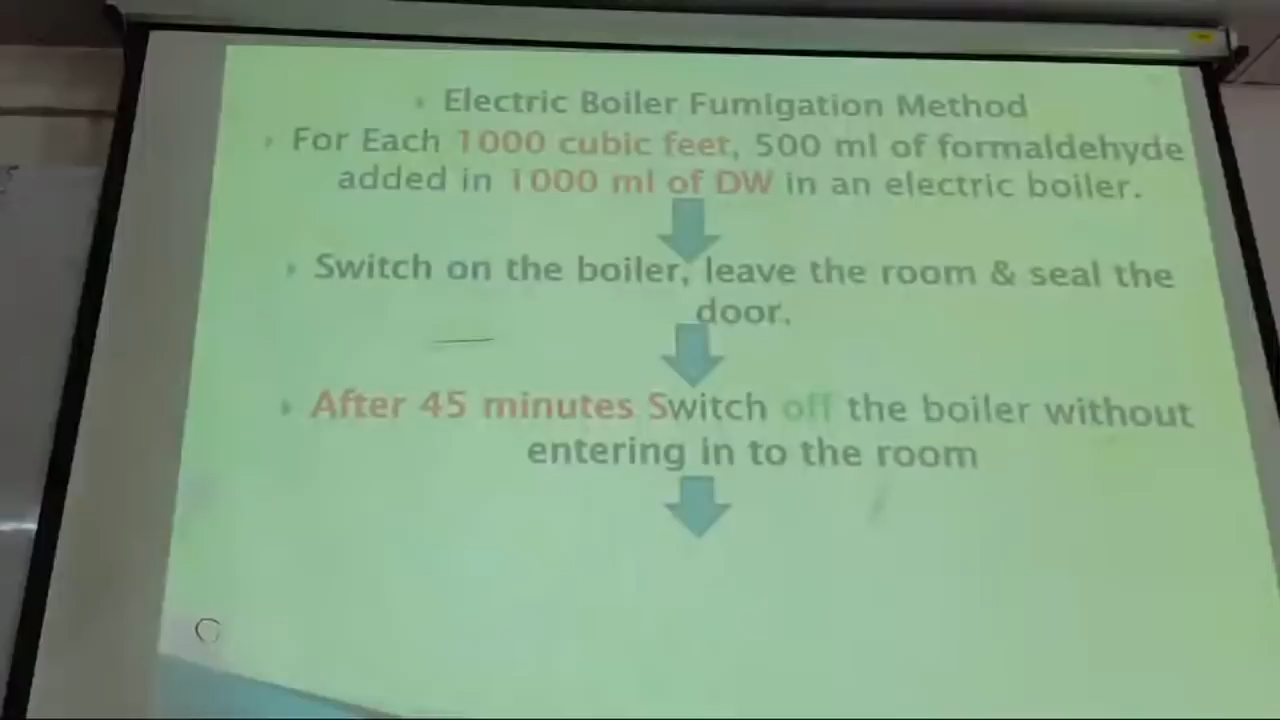 Electric Boiler Fumigation Method
For Each 1000 cubic feet, 500 ml of formaldehyde
added in 1000 ml of DW in an electric boiler.
Switch on the boiler, leave the room & seal the
door.
After 45 minutes Switch off the boiler without
entering in to the room